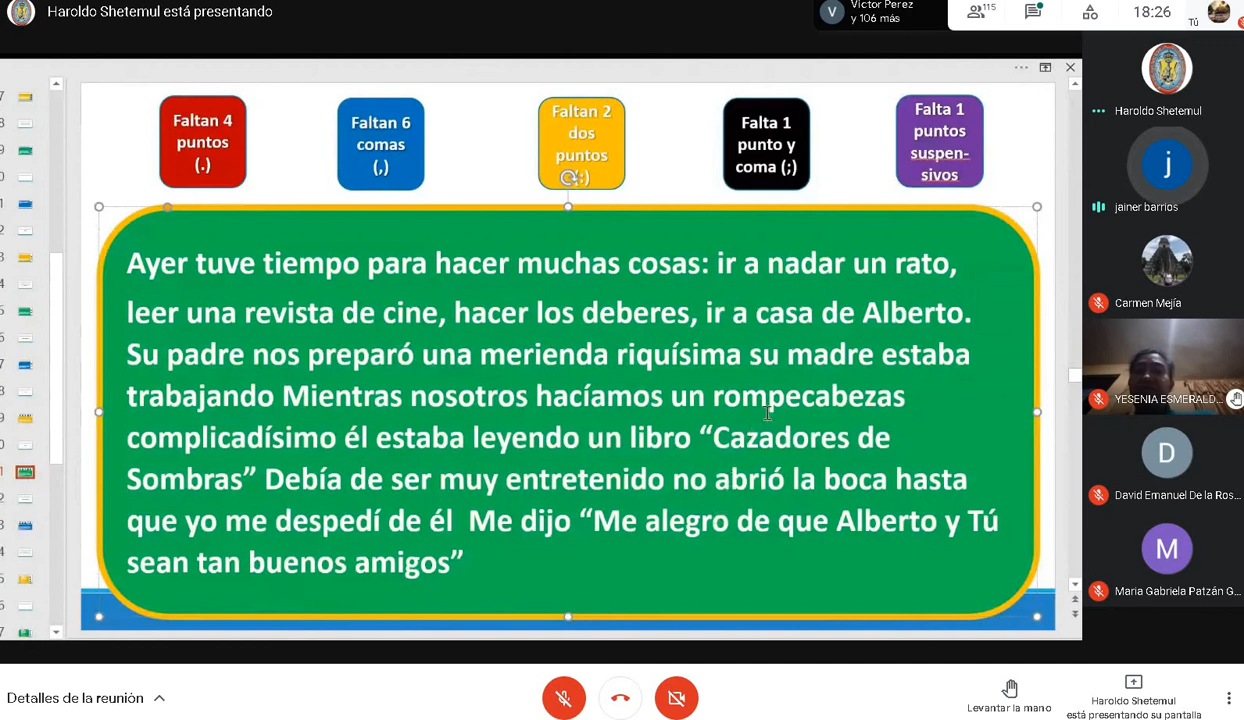 Haroldo Shetemul está presentando
V
Víctor Perez
y 106 más
115
18:26
Tú
Faltan 4
puntos
(.)
Faltan 6
comas
(,)
Faltan 2
dos
puntos
:)
Falta 1
punto y
coma (;)
Falta 1
puntos
suspen-
sivos
Ayer tuve tiempo para hacer muchas cosas: ir a nadar un rato,
leer una revista de cine, hacer los deberes, ir a casa de Alberto.
Su padre nos preparó una merienda riquísima su madre estaba
trabajando Mientras nosotros hacíamos un rompecabezas
complicadísimo él estaba leyendo un libro “Cazadores de
Sombras” Debía de ser muy entretenido no abrió la boca hasta
que yo me despedí de él Me dijo “Me alegro de que Alberto y Tú
sean tan buenos amigos”
Haroldo Shetemul
j
jainer barrios
Carmen Mejía
YESENIA ESMERALD...
D
David Emanuel De la Ros...
M
Maria Gabriela Patzán G...
Detalles de la reunión
Levantar la mano
Haroldo Shetemul
está presentando su pantalla